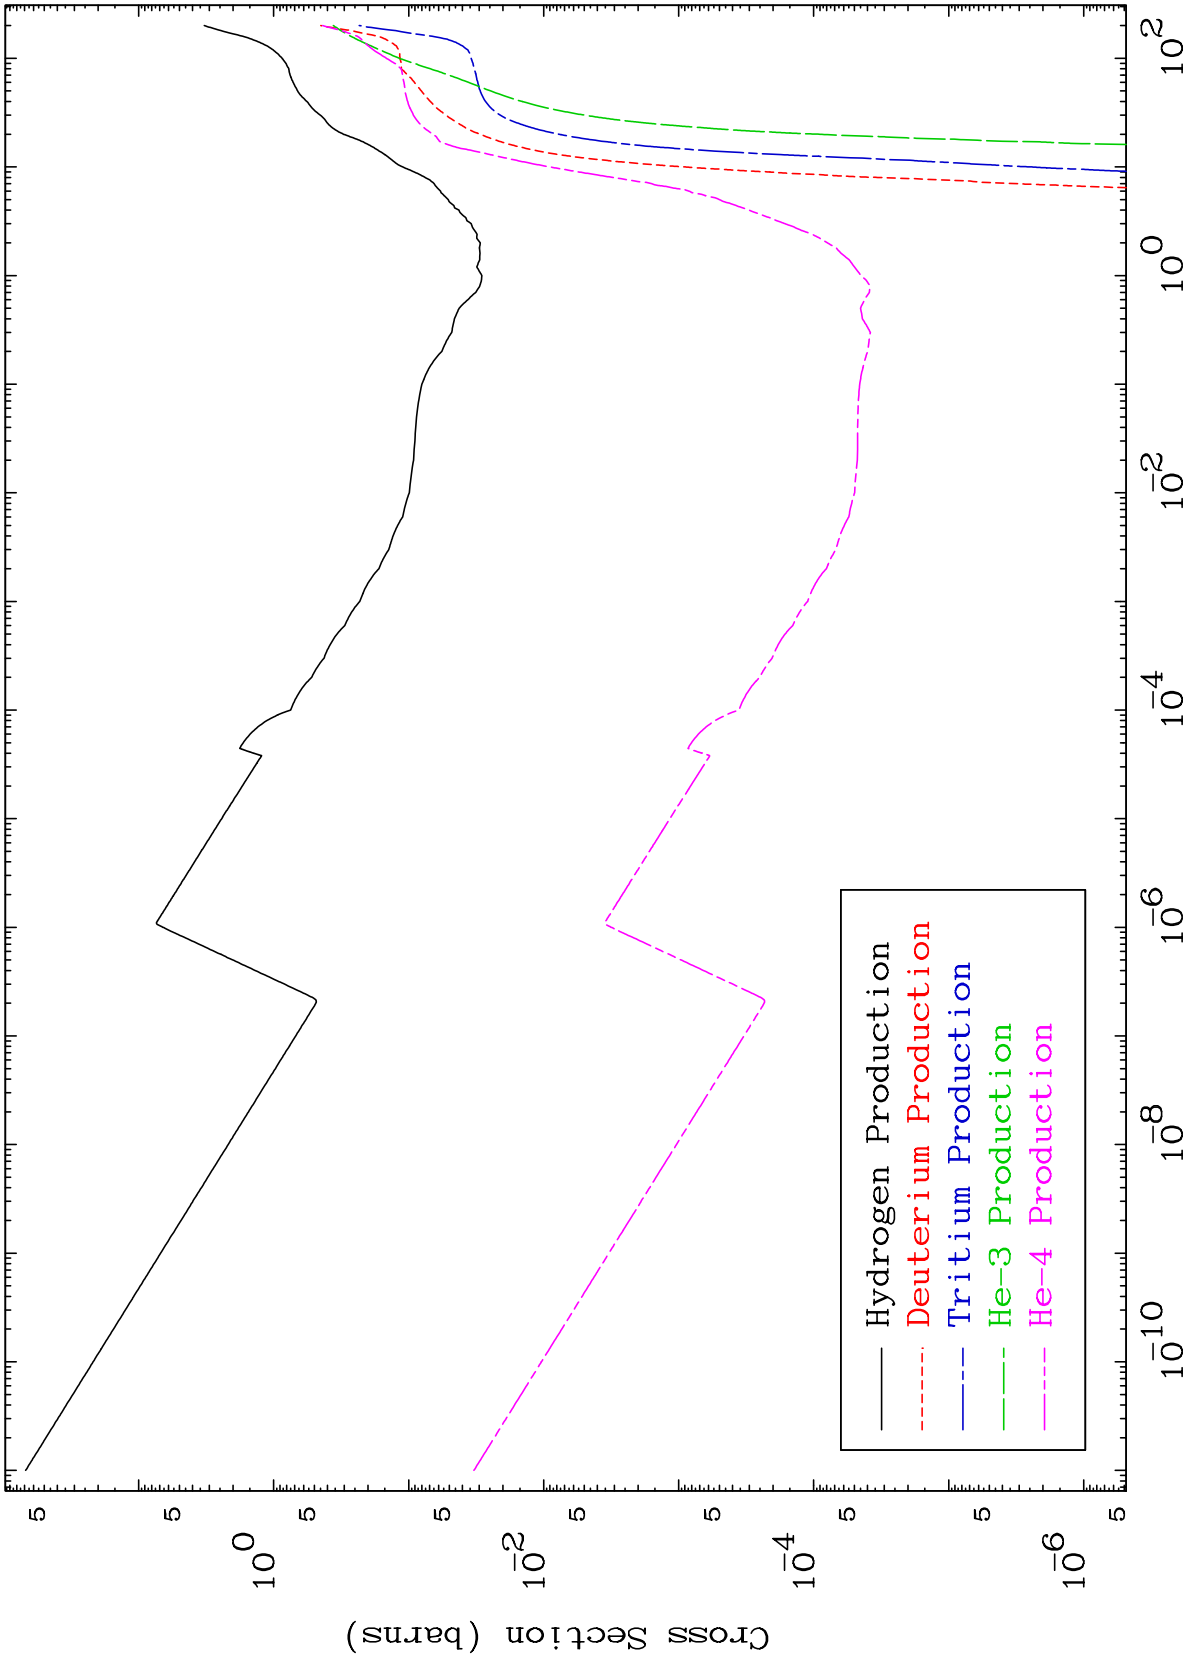 Cross Section (barns)
5
5
10^0
5
5
10^-2
5
5
10^-4
5
5
10^-6
5
Hydrogen Production
Deuterium Production
Tritium Production
He-3 Production
He-4 Production
10^-10 10^-8 10^-6 10^-4 10^-2 10^0 10^2